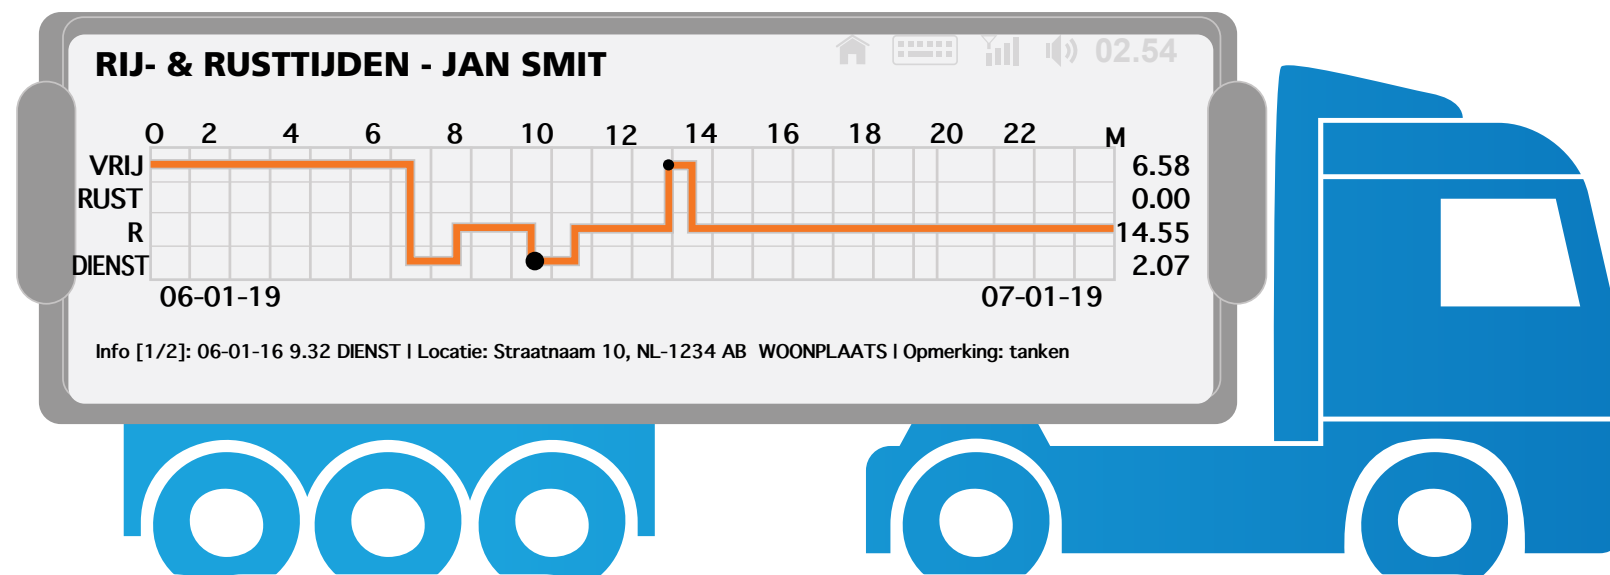 RIJ- & RUSTTIJDEN - JAN SMIT 02.54
0 2 4 6 8 10 12 14 16 18 20 22 M
VRIJ 6.58
RUST 0.00
R 14.55
DIENST 2.07
06-01-19 07-01-19
Info [1/2]: 06-01-16 9.32 DIENST | Locatie: Straatnaam 10, NL-1234 AB WOONPLAATS | Opmerking: tanken